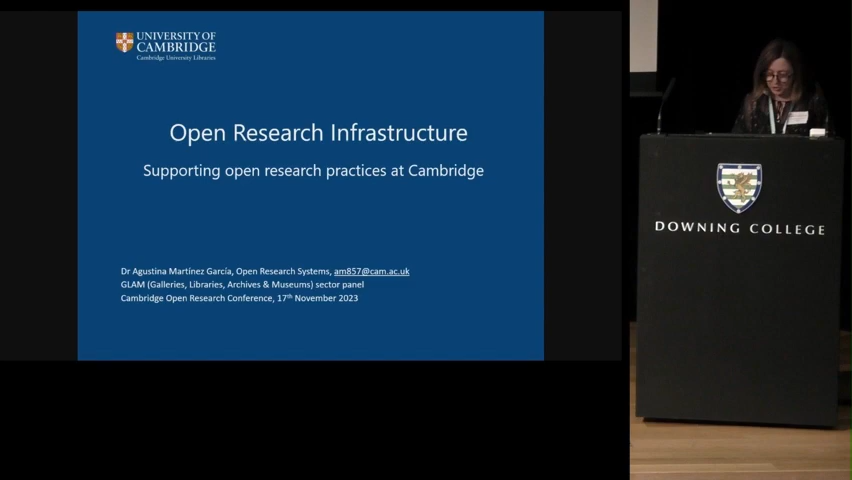 UNIVERSITY OF
CAMBRIDGE
Cambridge University Libraries
Open Research Infrastructure
Supporting open research practices at Cambridge
Dr Agustina Martínez García, Open Research Systems, am857@cam.ac.uk
GLAM (Galleries, Libraries, Archives & Museums) sector panel
Cambridge Open Research Conference, 17th November 2023
DOWNING COLLEGE